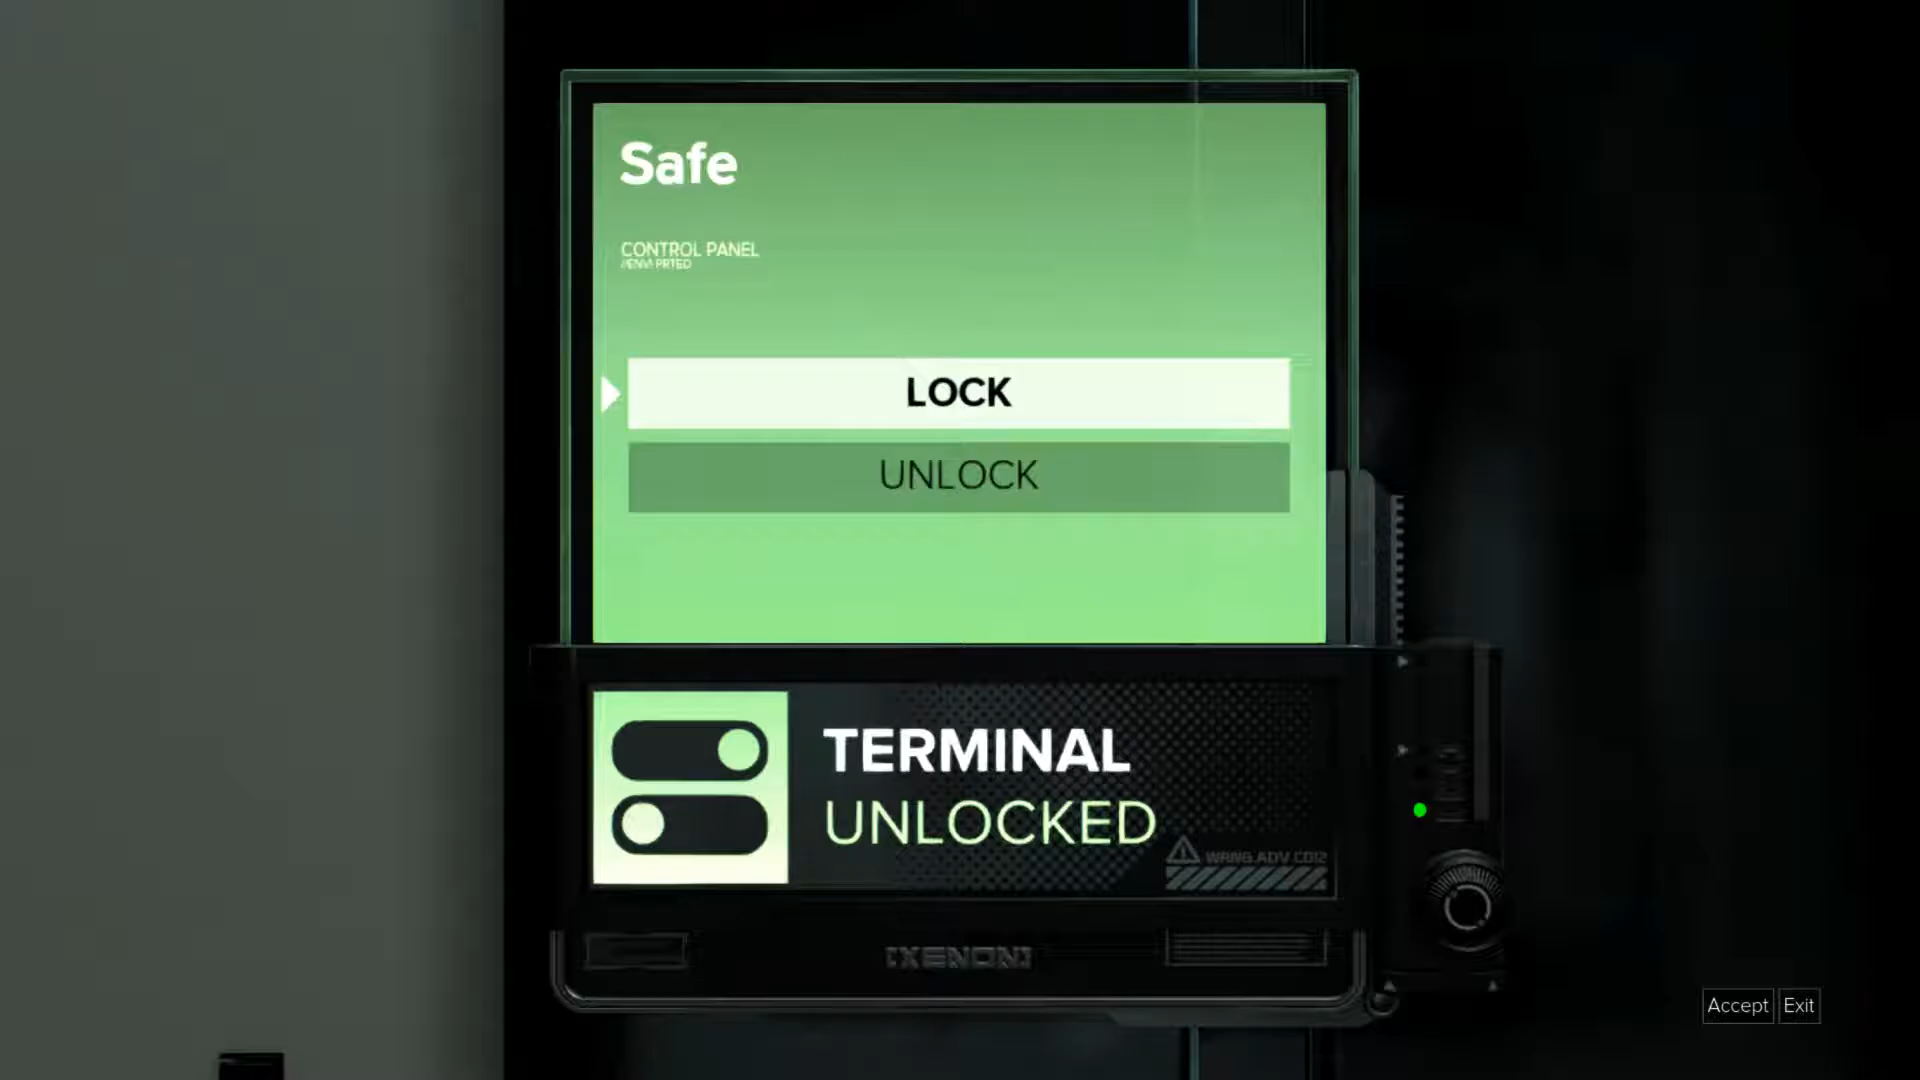 Safe
CONTROL PANEL
LOCK
UNLOCK
TERMINAL
UNLOCKED
[XENON]
Accept Exit